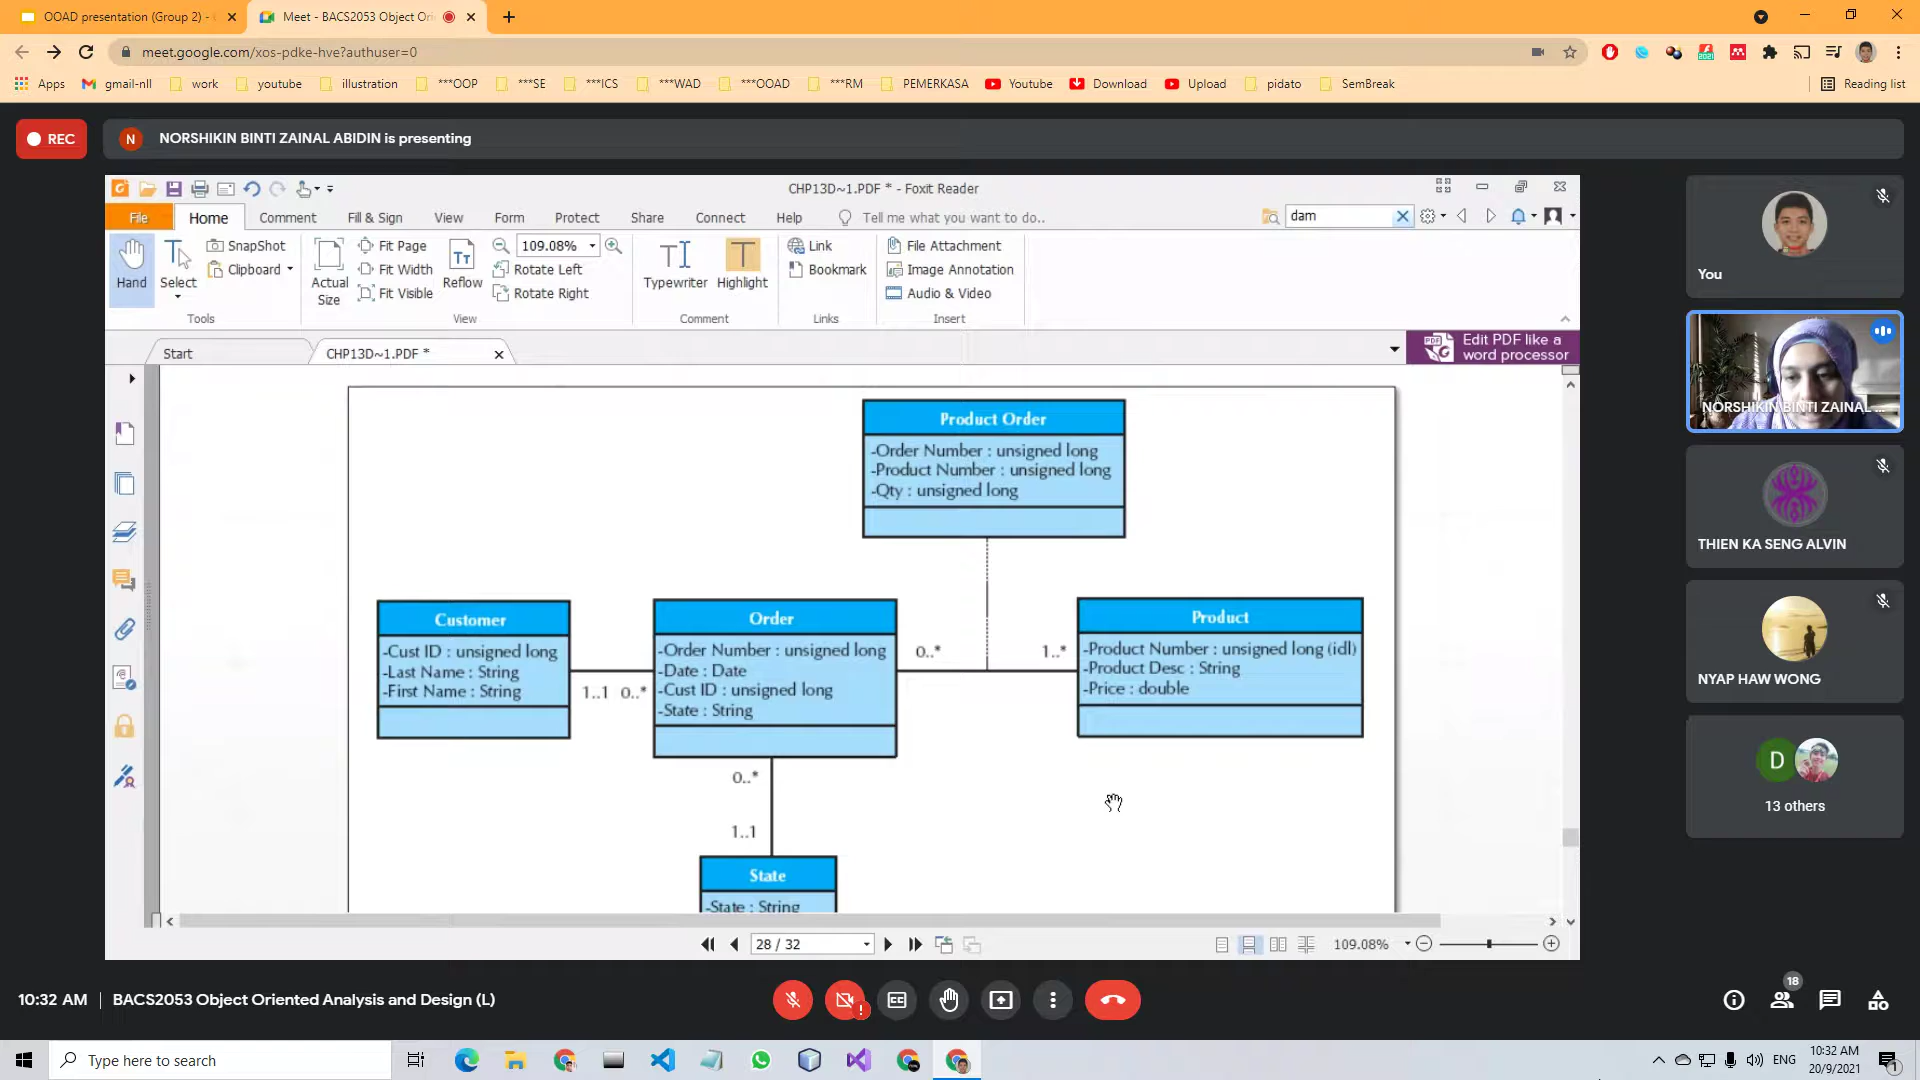 OOAD presentation (Group 2) -
Meet - BACS2053 Object Ori
meet.google.com/xos-pdke-hve?authuser=0
Apps gmail-nll work youtube illustration ***OOP ***SE ***ICS ***WAD ***OOAD ***RM PEMERKASA Youtube Download Upload pidato SemBreak Reading list
REC
N NORSHIKIN BINTI ZAINAL ABIDIN is presenting
CHP13D~1.PDF * - Foxit Reader
File Home Comment Fill & Sign View Form Protect Share Connect Help Tell me what you want to do.. dam
Hand Select SnapShot Clipboard
Tools
Actual Size Fit Page Fit Width Fit Visible Reflow 109.08% Rotate Left Rotate Right
View
Typewriter Highlight
Comment
Link Bookmark
Links
File Attachment Image Annotation Audio & Video
Insert
Start CHP13D~1.PDF *
Edit PDF like a
word processor
Product Order
-Order Number : unsigned long
-Product Number : unsigned long
-Qty : unsigned long
Customer
-Cust ID : unsigned long
-Last Name : String
-First Name : String
1..1 0..*
Order
-Order Number : unsigned long
-Date : Date
-Cust ID : unsigned long
-State : String
0..* 1..*
Product
-Product Number : unsigned long (idl)
-Product Desc : String
-Price : double
0..*
1..1
State
-State : String
28 / 32
109.08%
You
NORSHIKIN BINTI ZAINAL ...
THIEN KA SENG ALVIN
NYAP HAW WONG
D
13 others
10:32 AM | BACS2053 Object Oriented Analysis and Design (L)
18
Type here to search
ENG
10:32 AM
20/9/2021
1